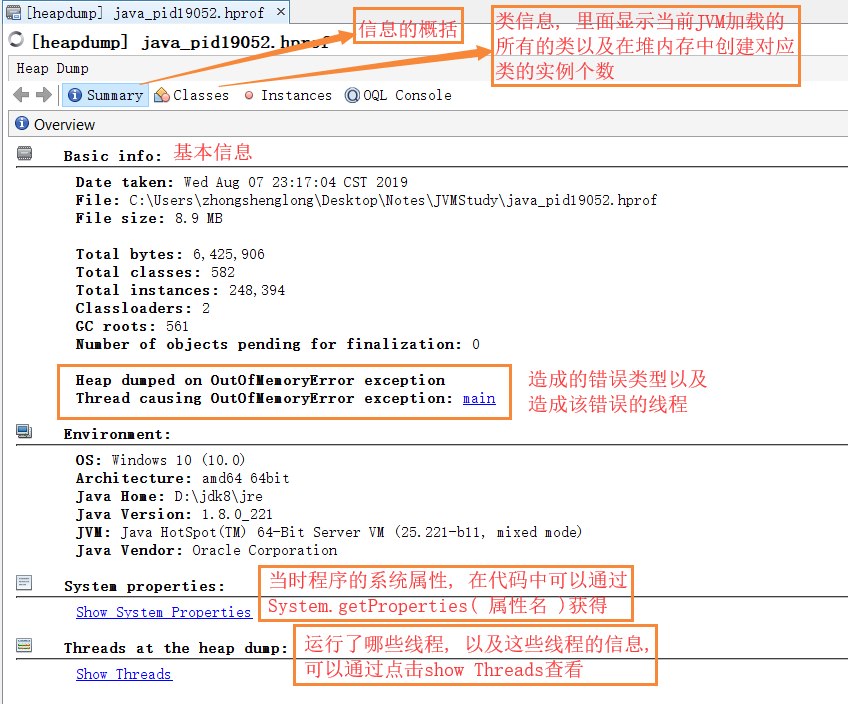 [heapdump] java_pid19052.hprof ×
[heapdump] java_pid19052.hprof
信息的概括
类信息, 里面显示当前JVM加载的
所有的类以及在堆内存中创建对应
类的实例个数
Heap Dump
Summary Classes Instances OQL Console
Overview
Basic info: 基本信息
Date taken: Wed Aug 07 23:17:04 CST 2019
File: C:\Users\zhongshenglong\Desktop\Notes\JVMStudy\java_pid19052.hprof
File size: 8.9 MB
Total bytes: 6,425,906
Total classes: 582
Total instances: 248,394
Classloaders: 2
GC roots: 561
Number of objects pending for finalization: 0
Heap dumped on OutOfMemoryError exception
Thread causing OutOfMemoryError exception: main
造成的错误类型以及
造成该错误的线程
Environment:
OS: Windows 10 (10.0)
Architecture: amd64 64bit
Java Home: D:\jdk8\jre
Java Version: 1.8.0_221
JVM: Java HotSpot(TM) 64-Bit Server VM (25.221-b11, mixed mode)
Java Vendor: Oracle Corporation
System properties:
Show System Properties
当时程序的系统属性, 在代码中可以通过
System.getProperties( 属性名 )获得
Threads at the heap dump:
Show Threads
运行了哪些线程, 以及这些线程的信息,
可以通过点击show Threads查看